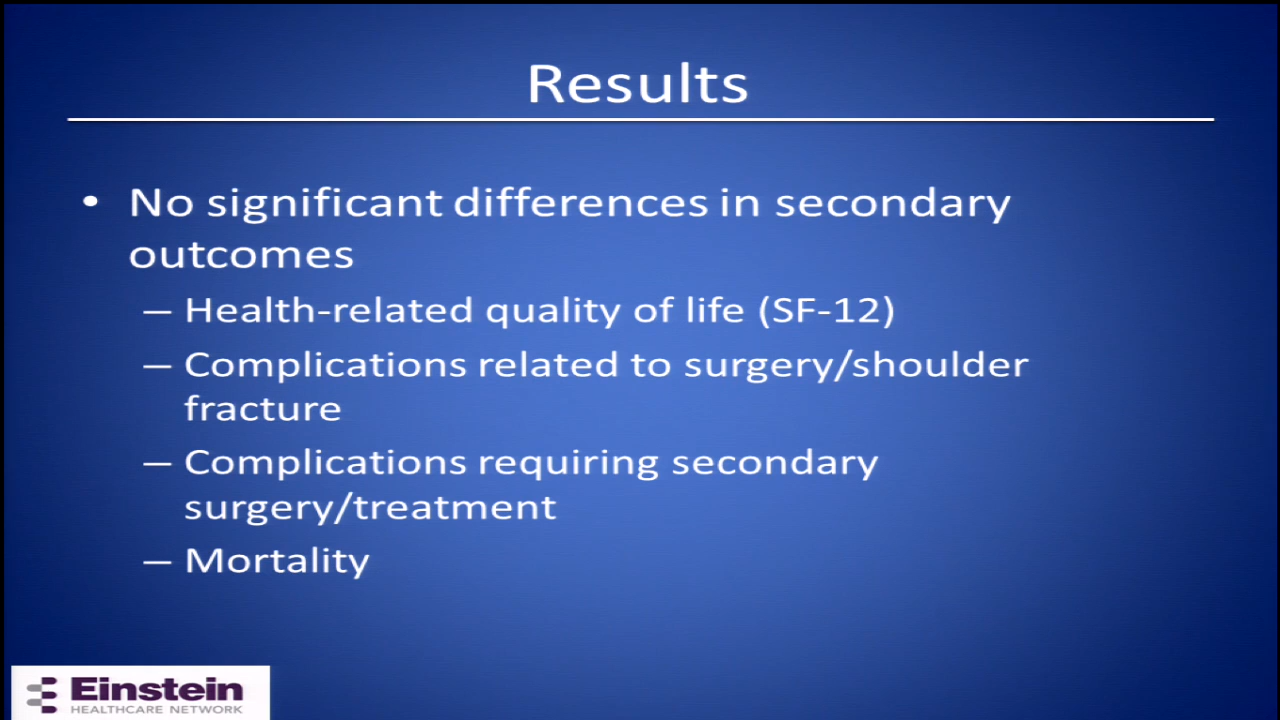 Results
• No significant differences in secondary
outcomes
– Health-related quality of life (SF-12)
– Complications related to surgery/shoulder
fracture
– Complications requiring secondary
surgery/treatment
– Mortality
Einstein
HEALTHCARE NETWORK